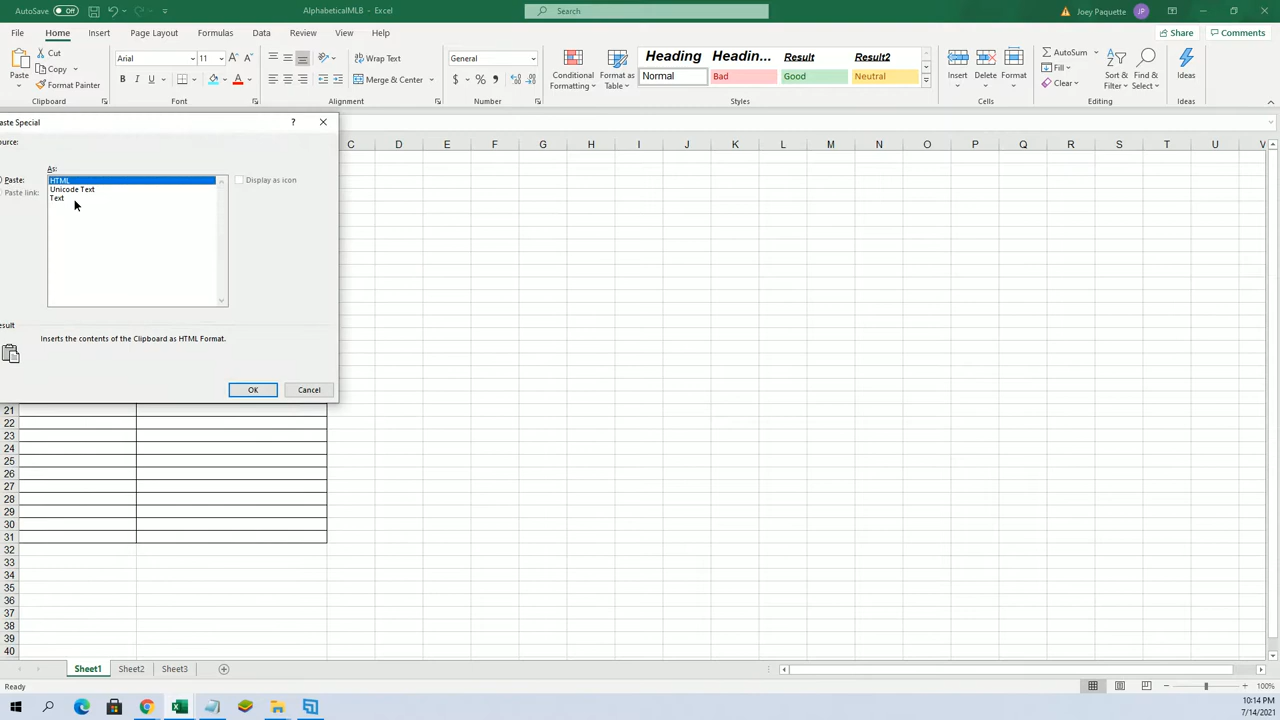 AutoSave Off AlphabeticalMLB - Excel Search Joey Paquette JP
File Home Insert Page Layout Formulas Data Review View Help Share Comments
Paste Cut Copy Format Painter Clipboard
Arial 11 A A B I U A Font
Wrap Text Merge & Center Alignment
General $ % , Number
Conditional Formatting Format as Table
Heading Headin... Result Result2
Normal Bad Good Neutral
Styles
Insert Delete Format Cells
AutoSum Fill Clear Sort & Filter Find & Select Editing
Ideas Ideas
aste Special ? ×
ource:
As:
Paste:
Paste link:
HTML
Unicode Text
Text
Display as icon
esult
Inserts the contents of the Clipboard as HTML Format.
OK Cancel
C D E F G H I J K L M N O P Q R S T U V
21
22
23
24
25
26
27
28
29
30
31
32
33
34
35
36
37
38
39
40
Sheet1 Sheet2 Sheet3
Ready 100%
10:14 PM
7/14/2021